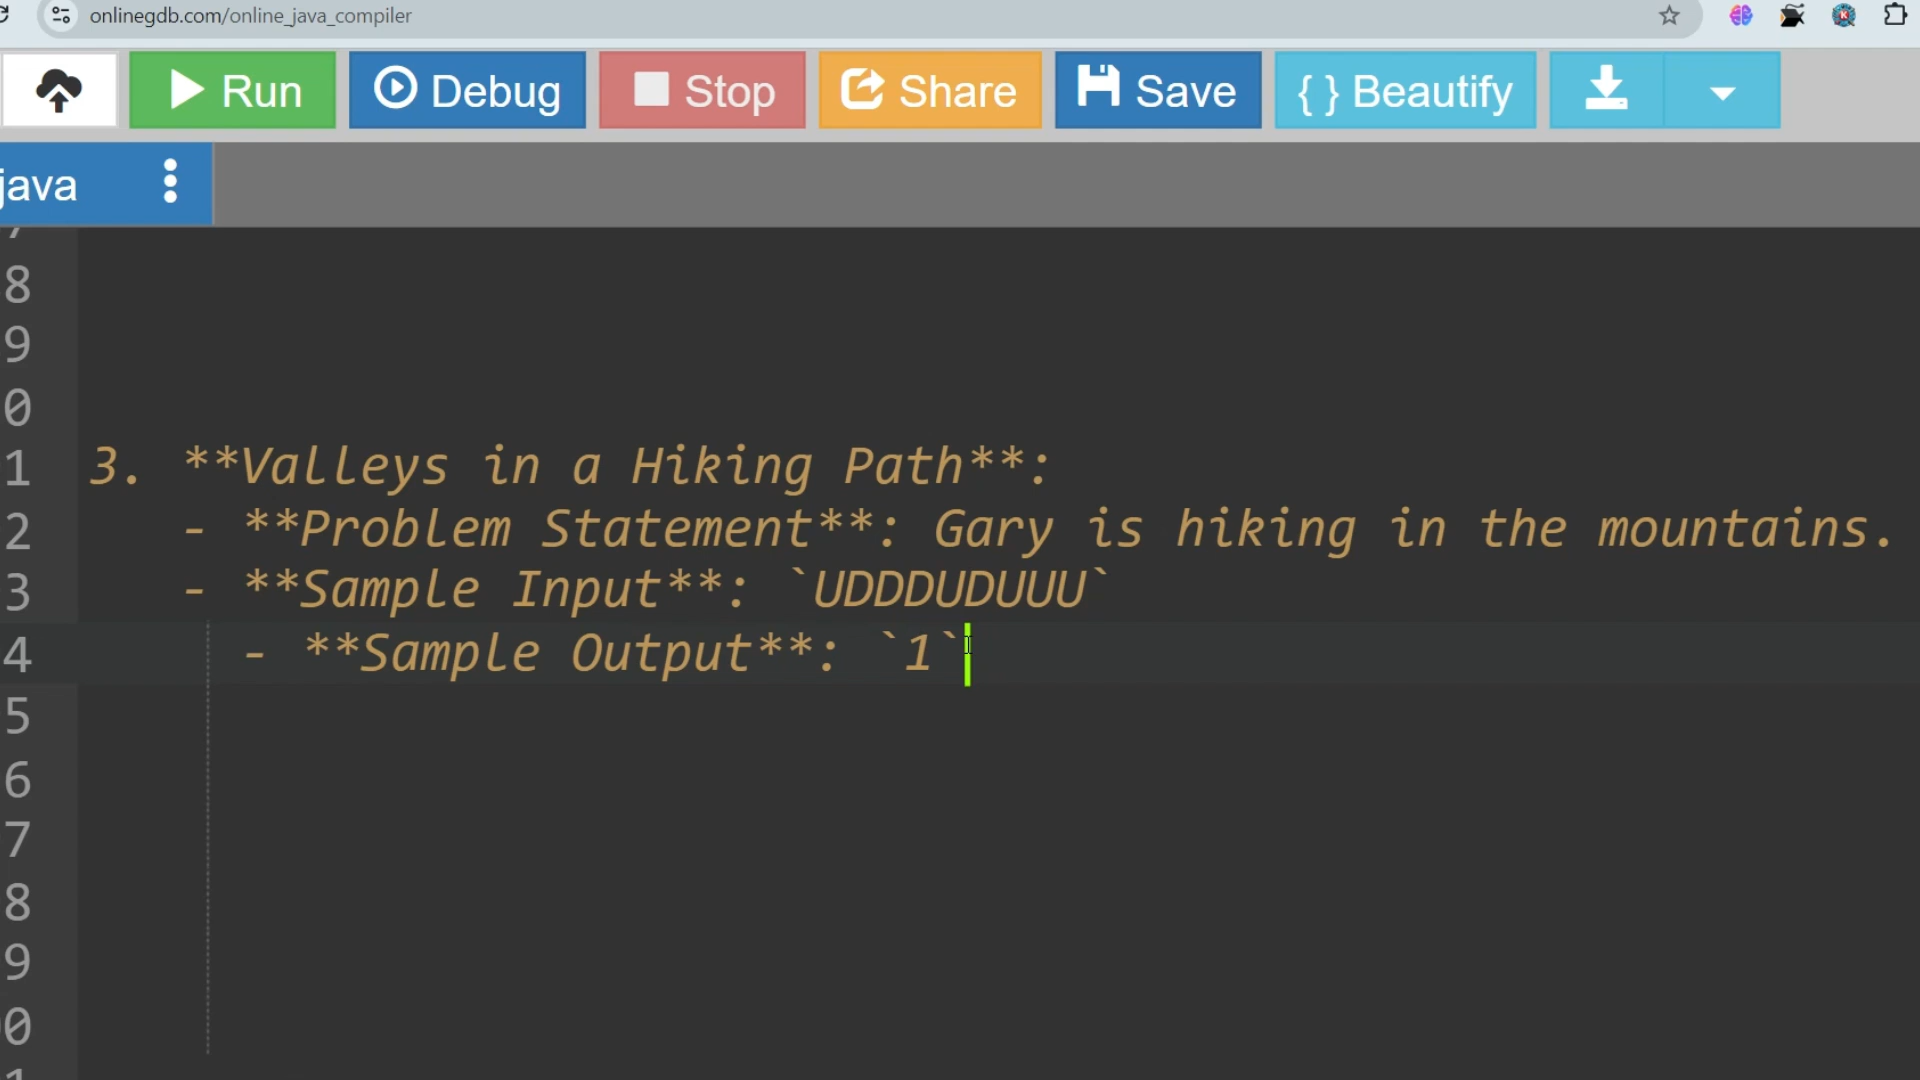 onlinegdb.com/online_java_compiler
Run Debug Stop Share Save { } Beautify
java
8
9
0
1 3. **Valleys in a Hiking Path**:
2 - **Problem Statement**: Gary is hiking in the mountains.
3 - **Sample Input**: `UDDDUDUUU`
4 - **Sample Output**: `1`
5
6
7
8
9
0
1